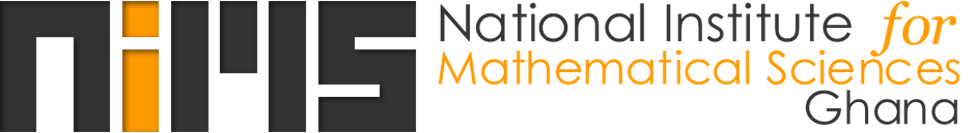 NiMS
National Institute for
Mathematical Sciences
Ghana